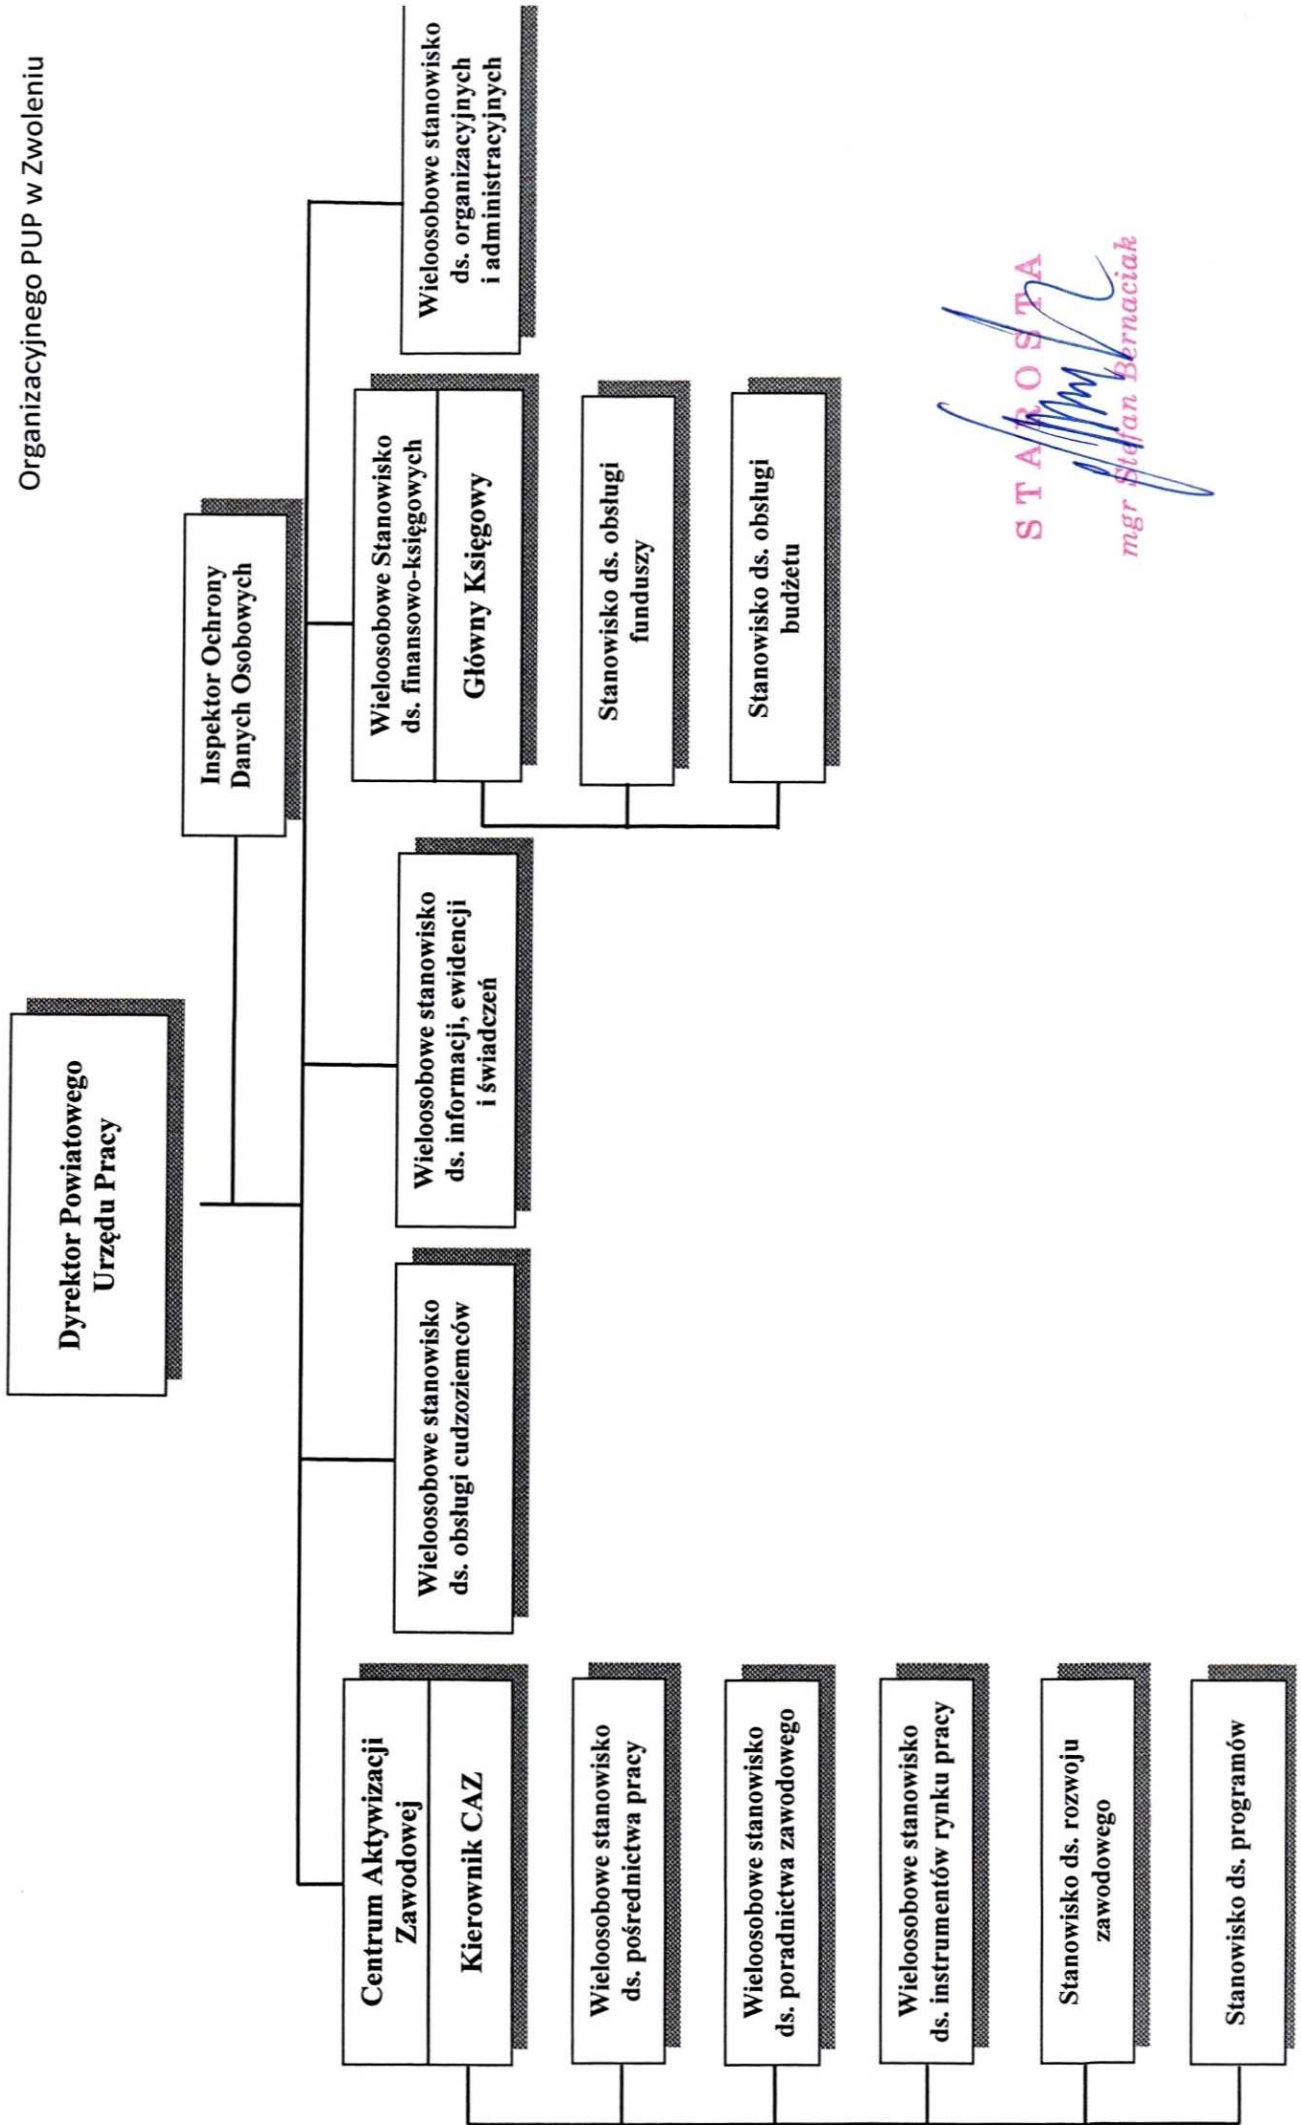 Organizacyjnego PUP w Zwoleniu
Dyrektor Powiatowego
Urzędu Pracy
Inspektor Ochrony
Danych Osobowych
Centrum Aktywizacji
Zawodowej
Kierownik CAZ
Wieloosobowe stanowisko
ds. pośrednictwa pracy
Wieloosobowe stanowisko
ds. poradnictwa zawodowego
Wieloosobowe stanowisko
ds. instrumentów rynku pracy
Stanowisko ds. rozwoju
zawodowego
Stanowisko ds. programów
Wieloosobowe stanowisko
ds. obsługi cudzoziemców
Wieloosobowe stanowisko
ds. informacji, ewidencji
i świadczeń
Wieloosobowe Stanowisko
ds. finansowo-księgowych
Główny Księgowy
Stanowisko ds. obsługi
funduszy
Stanowisko ds. obsługi
budżetu
Wieloosobowe stanowisko
ds. organizacyjnych
i administracyjnych
STAROSTA
mgr Stefan Bernaciak